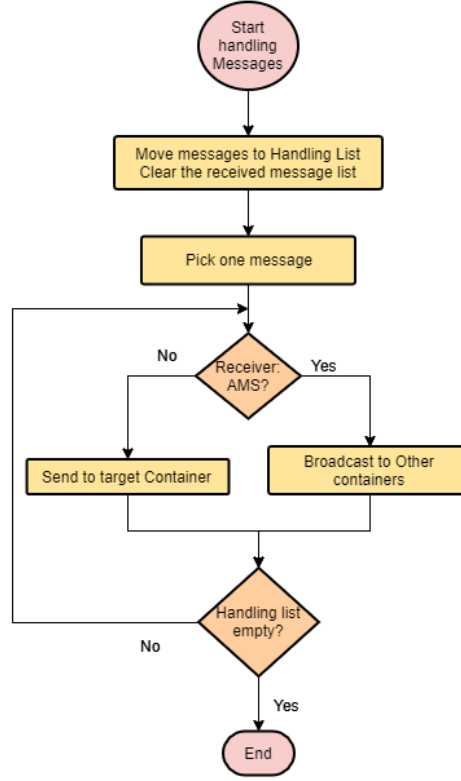 Start
handling
Messages
Move messages to Handling List
Clear the received message list
Pick one message
No
Receiver:
AMS?
Yes
Send to target Container
Broadcast to Other
containers
Handling list
empty?
No
Yes
End